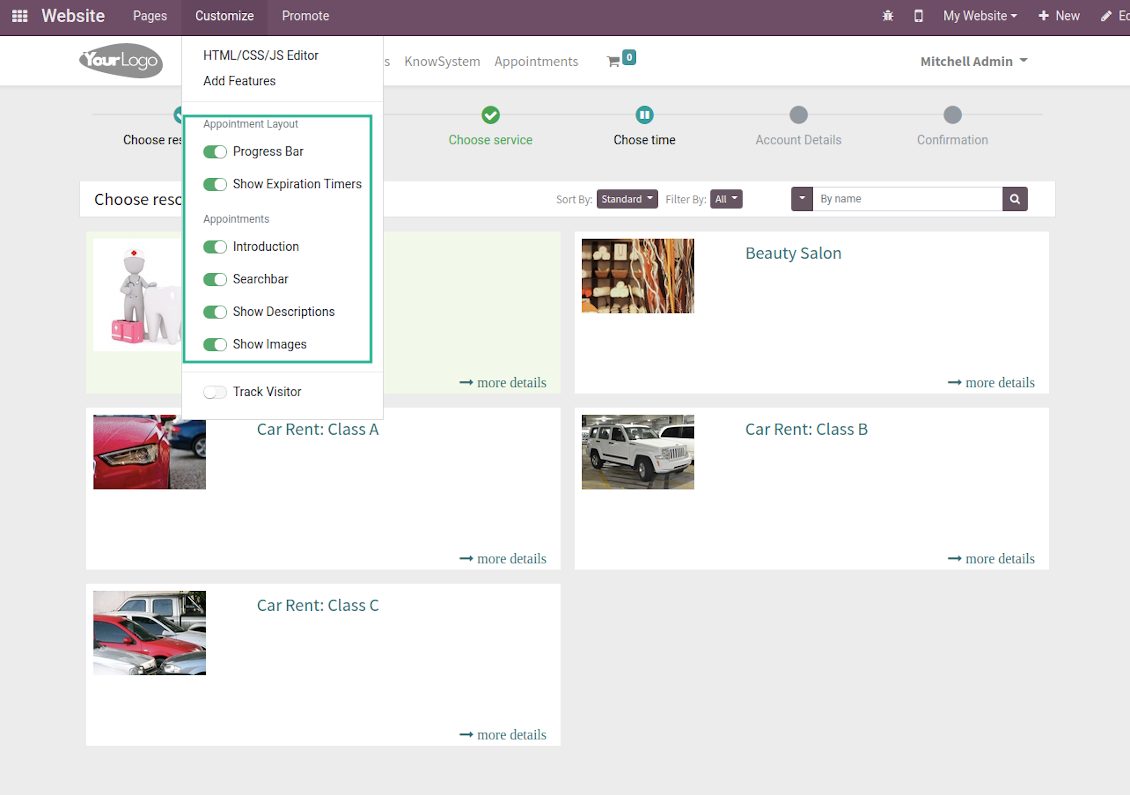 Website Pages Customize Promote My Website New
YourLogo KnowSystem Appointments 0 Mitchell Admin
HTML/CSS/JS Editor
Add Features
Appointment Layout
Progress Bar
Show Expiration Timers
Appointments
Introduction
Searchbar
Show Descriptions
Show Images
Track Visitor
Choose Choose service Chose time Account Details Confirmation
Choose Sort By: Standard Filter By: All By name
Beauty Salon
more details more details
Car Rent: Class A Car Rent: Class B
more details more details
Car Rent: Class C
more details